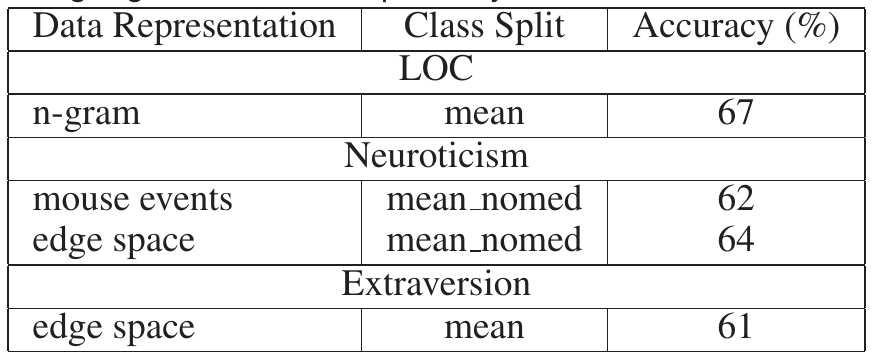 Data Representation Class Split Accuracy (%)
LOC
n-gram mean 67
Neuroticism
mouse events mean_nomed 62
edge space mean_nomed 64
Extraversion
edge space mean 61